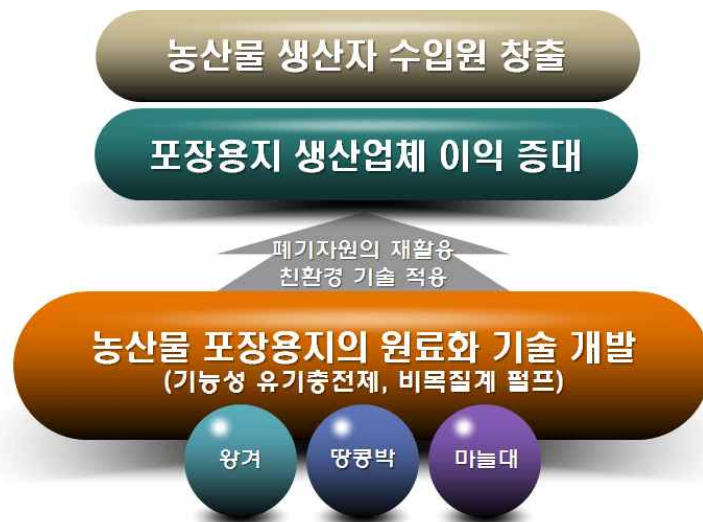 농산물 생산자 수입원 창출
포장용지 생산업체 이익 증대
폐기자원의 재활용
친환경 기술 적용
농산물 포장용지의 원료화 기술 개발
(기능성 유기충전제, 비목질계 펄프)
왕겨 땅콩박 마늘대